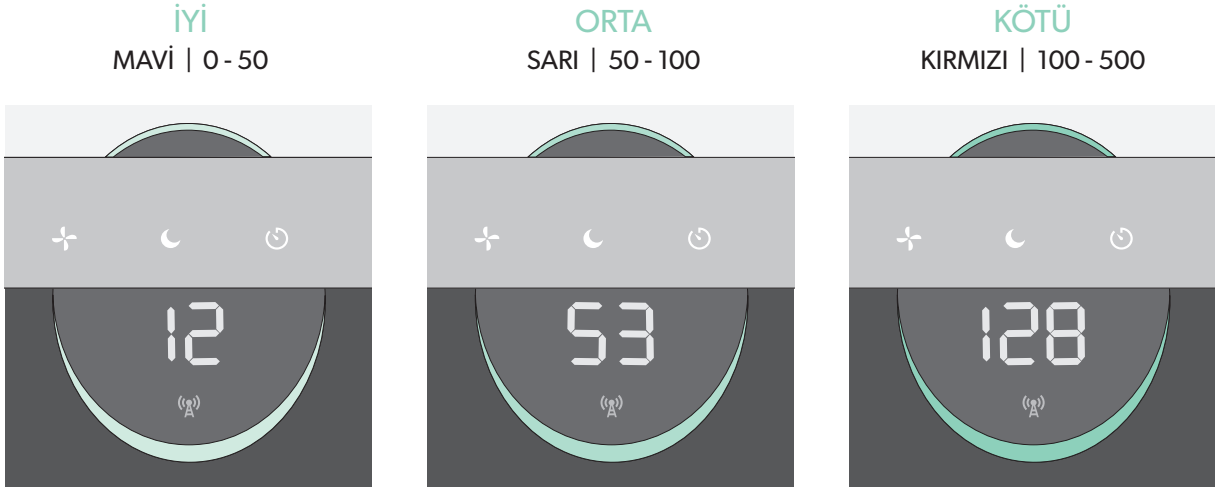 İYİ
MAVİ | 0 - 50
ORTA
SARI | 50 - 100
KÖTÜ
KIRMIZI | 100 - 500
12
53
128